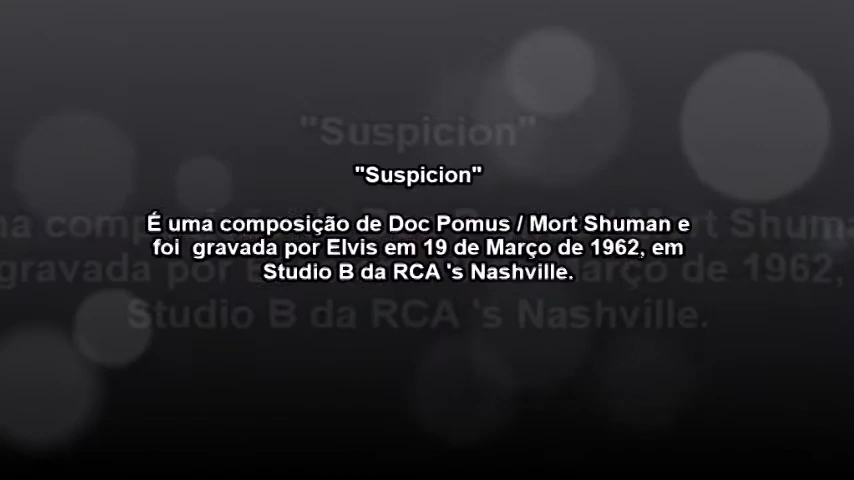 "Suspicion"
É uma composição de Doc Pomus / Mort Shuman e
foi  gravada por Elvis em 19 de Março de 1962, em
Studio B da RCA 's Nashville.